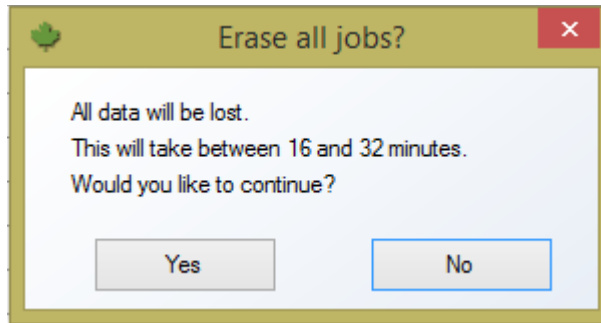 Erase all jobs?
All data will be lost.
This will take between 16 and 32 minutes.
Would you like to continue?
Yes
No